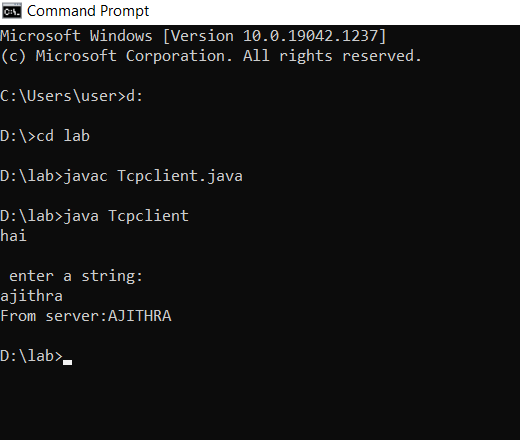 Command Prompt
Microsoft Windows [Version 10.0.19042.1237]
(c) Microsoft Corporation. All rights reserved.
C:\Users\user>d:
D:\>cd lab
D:\lab>javac Tcpclient.java
D:\lab>java Tcpclient
hai
enter a string:
ajithra
From server:AJITHRA
D:\lab>